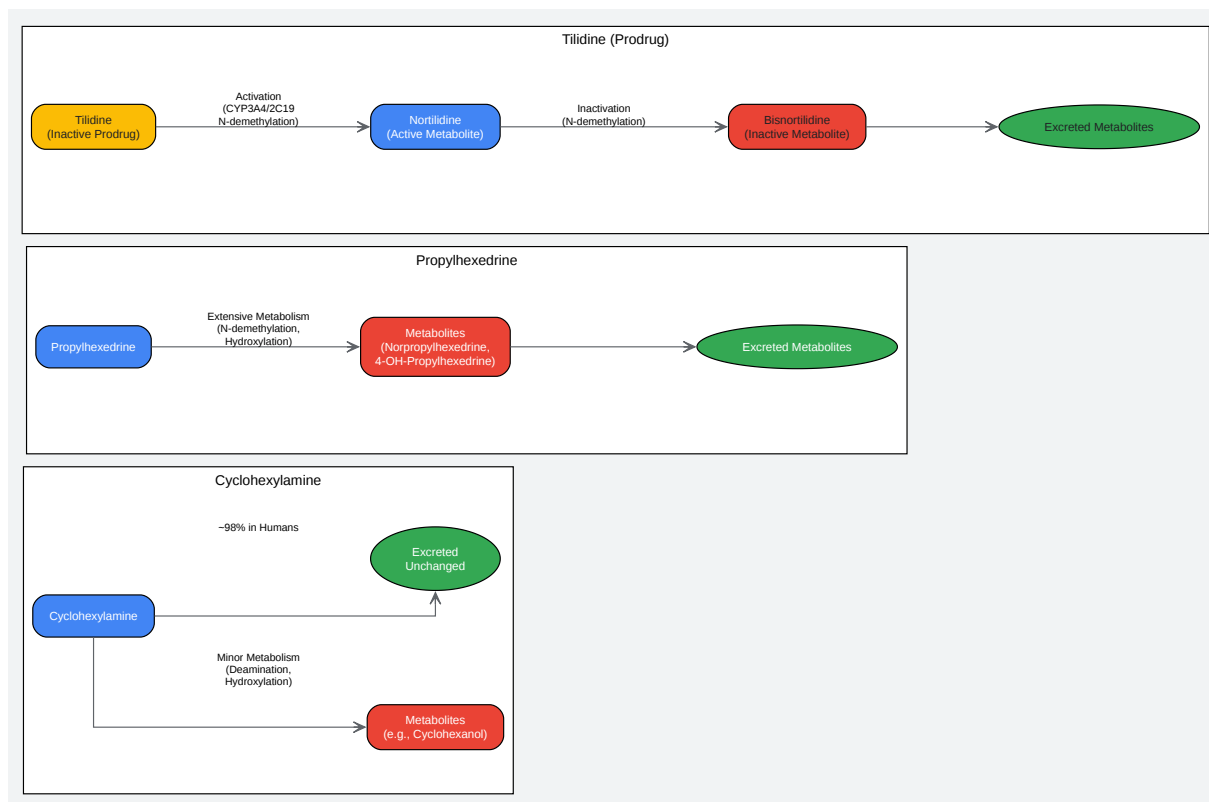 Tilidine (Prodrug)
Tilidine
(Inactive Prodrug)
Activation
(CYP3A4/2C19
N-demethylation)
Nortilidine
(Active Metabolite)
Inactivation
(N-demethylation)
Bisnortilidine
(Inactive Metabolite)
Excreted Metabolites
Propylhexedrine
Propylhexedrine
Extensive Metabolism
(N-demethylation,
Hydroxylation)
Metabolites
(Norpropylhexedrine,
4-OH-Propylhexedrine)
Excreted Metabolites
Cyclohexylamine
~98% in Humans
Excreted
Unchanged
Cyclohexylamine
Minor Metabolism
(Deamination,
Hydroxylation)
Metabolites
(e.g., Cyclohexanol)